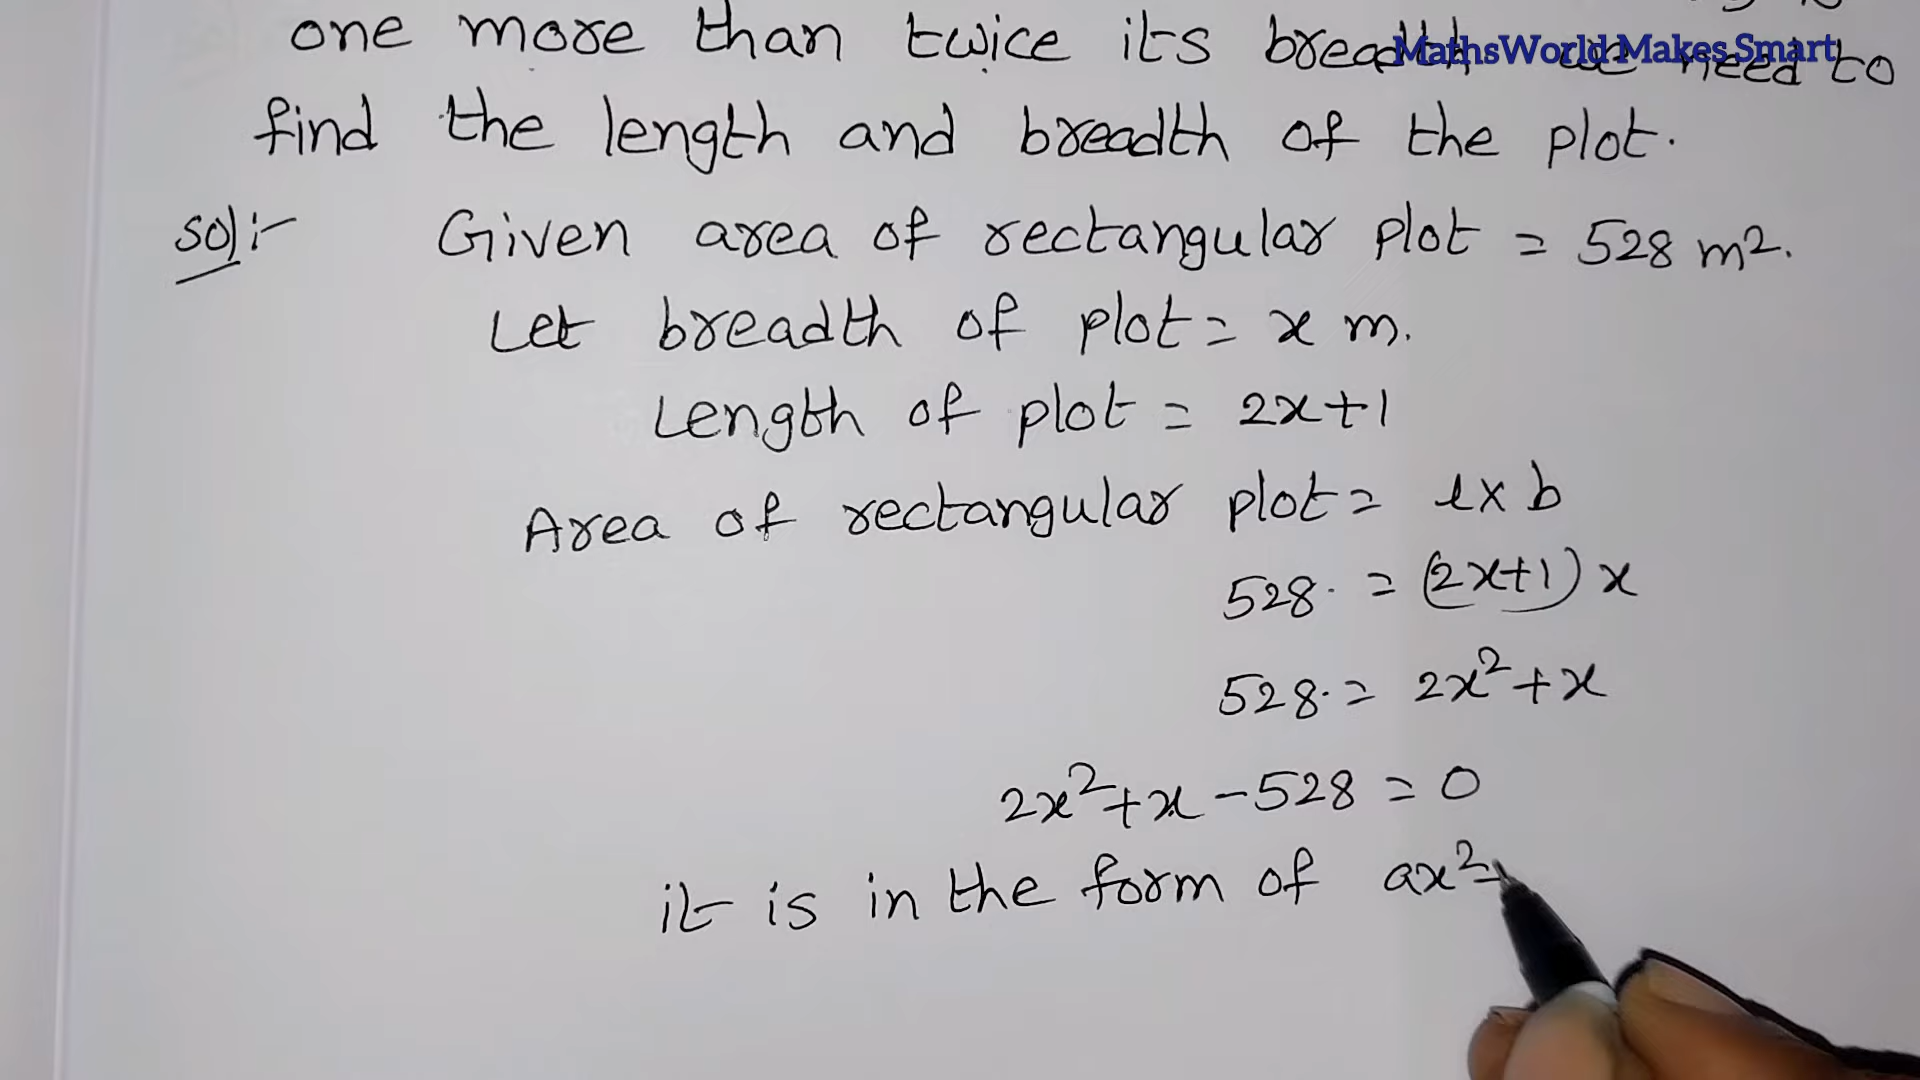 one more than twice its breadth we need to
MathsWorld Makes Smart
find the length and breadth of the plot.
Sol:-
Given area of rectangular plot = 528 m².
Let breadth of plot = x m.
Length of plot = 2x+1
Area of rectangular plot = l x b
528. = (2x+1) x
528. = 2x²+x
2x²+x-528 = 0
it is in the form of ax²